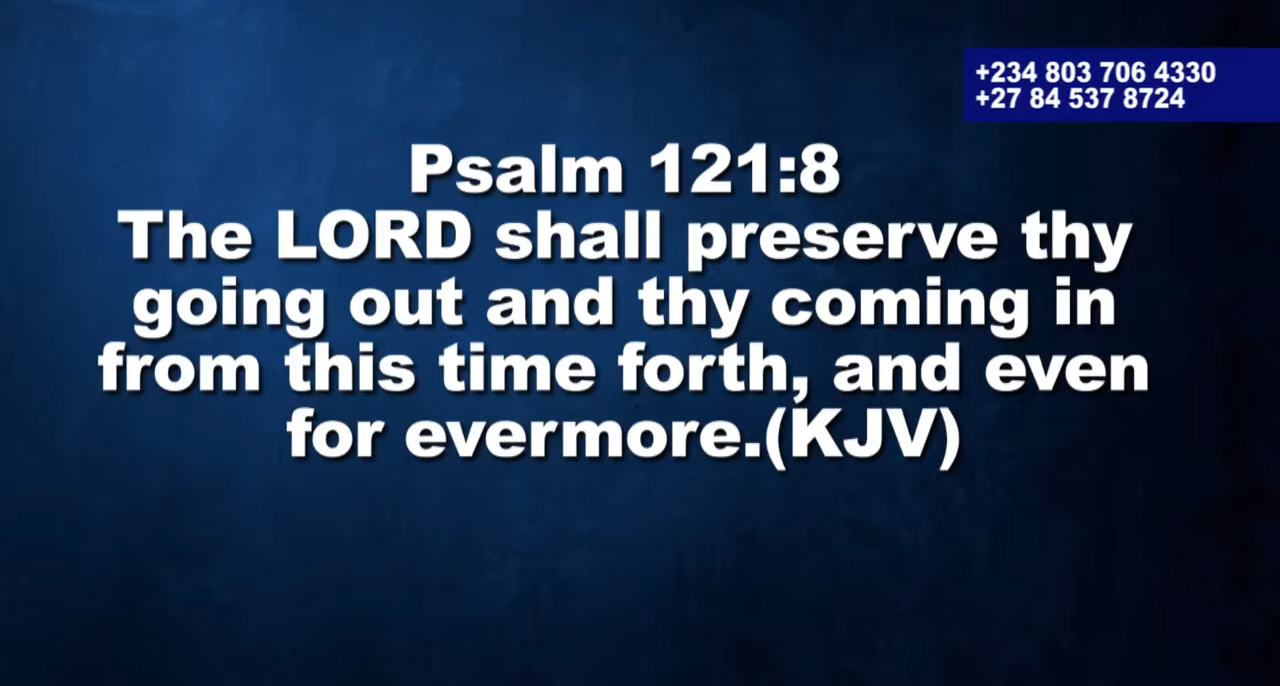 +234 803 706 4330
+27 84 537 8724
Psalm 121:8
The LORD shall preserve thy
going out and thy coming in
from this time forth, and even
for evermore.(KJV)